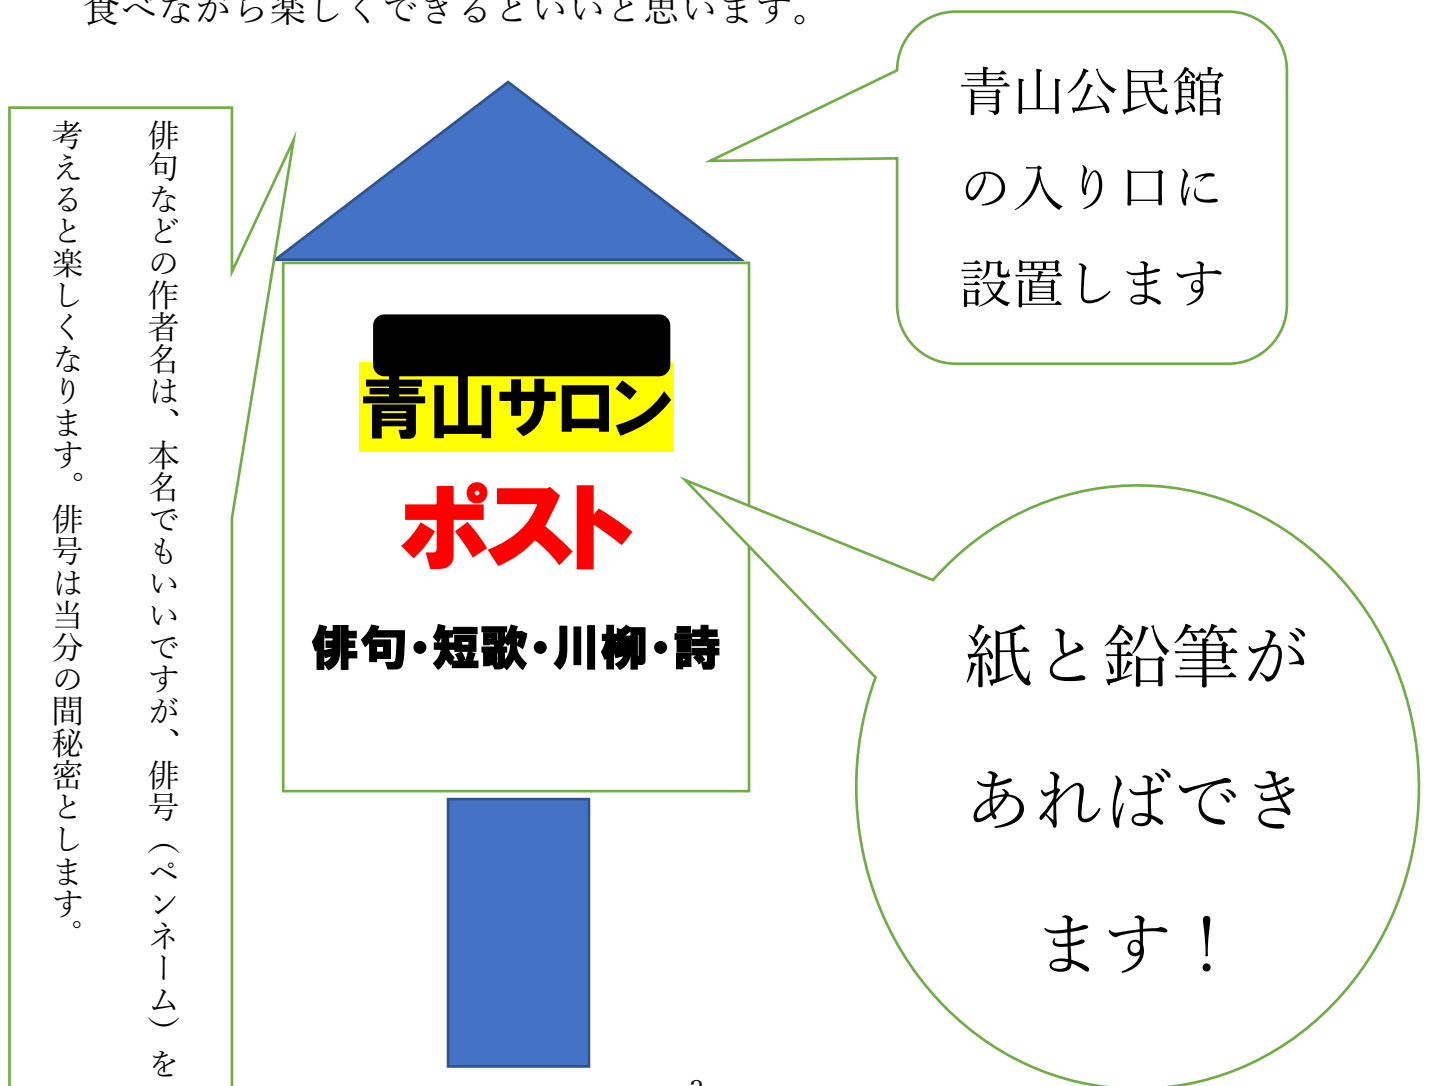 食べながら楽しくできるといいと思います。
青山公民館
の入り口に
設置します
俳句などの作者名は、本名でもいいですが、俳号（ペンネーム）を
考えると楽しくなります。俳号は当分の間秘密とします。
青山サロン
ポスト
俳句・短歌・川柳・詩
紙と鉛筆が
あればでき
ます！